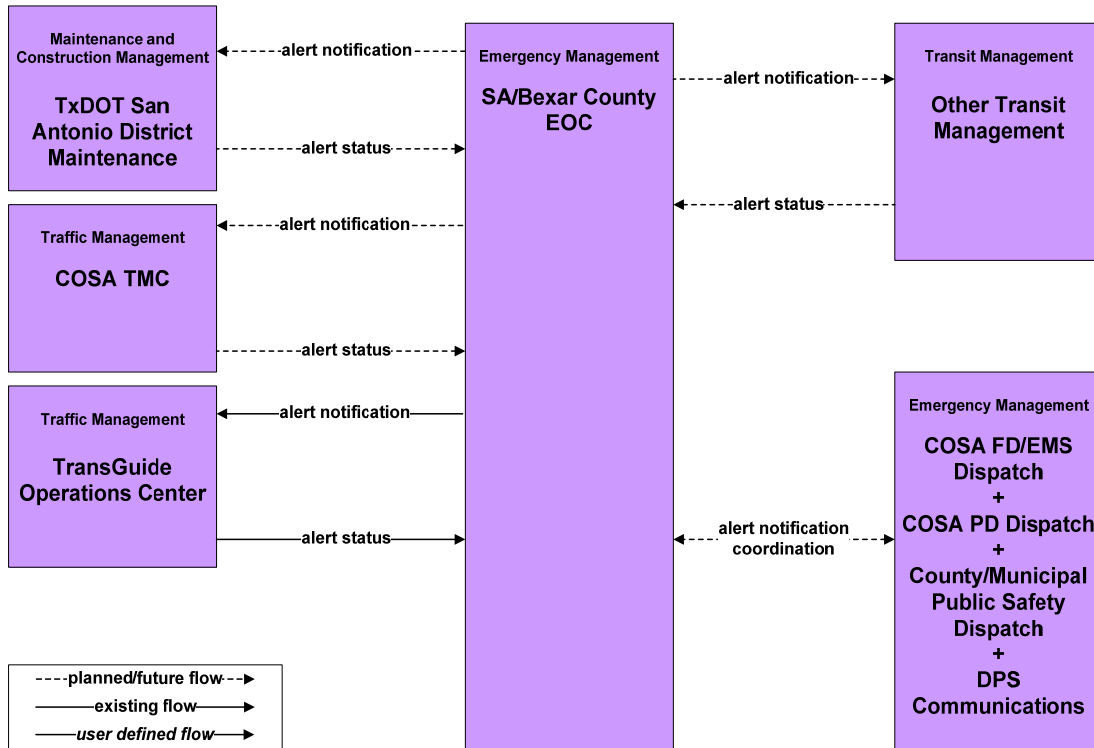 Maintenance and
Construction Management
TxDOT San
Antonio District
Maintenance
alert notification
alert status
Traffic Management
COSA TMC
alert notification
alert status
Traffic Management
TransGuide
Operations Center
alert notification
alert status
Emergency Management
SA/Bexar County
EOC
alert notification
alert status
Transit Management
Other Transit
Management
alert notification
coordination
Emergency Management
COSA FD/EMS
Dispatch
+
COSA PD Dispatch
+
County/Municipal
Public Safety
Dispatch
+
DPS
Communications
planned/future flow
existing flow
user defined flow